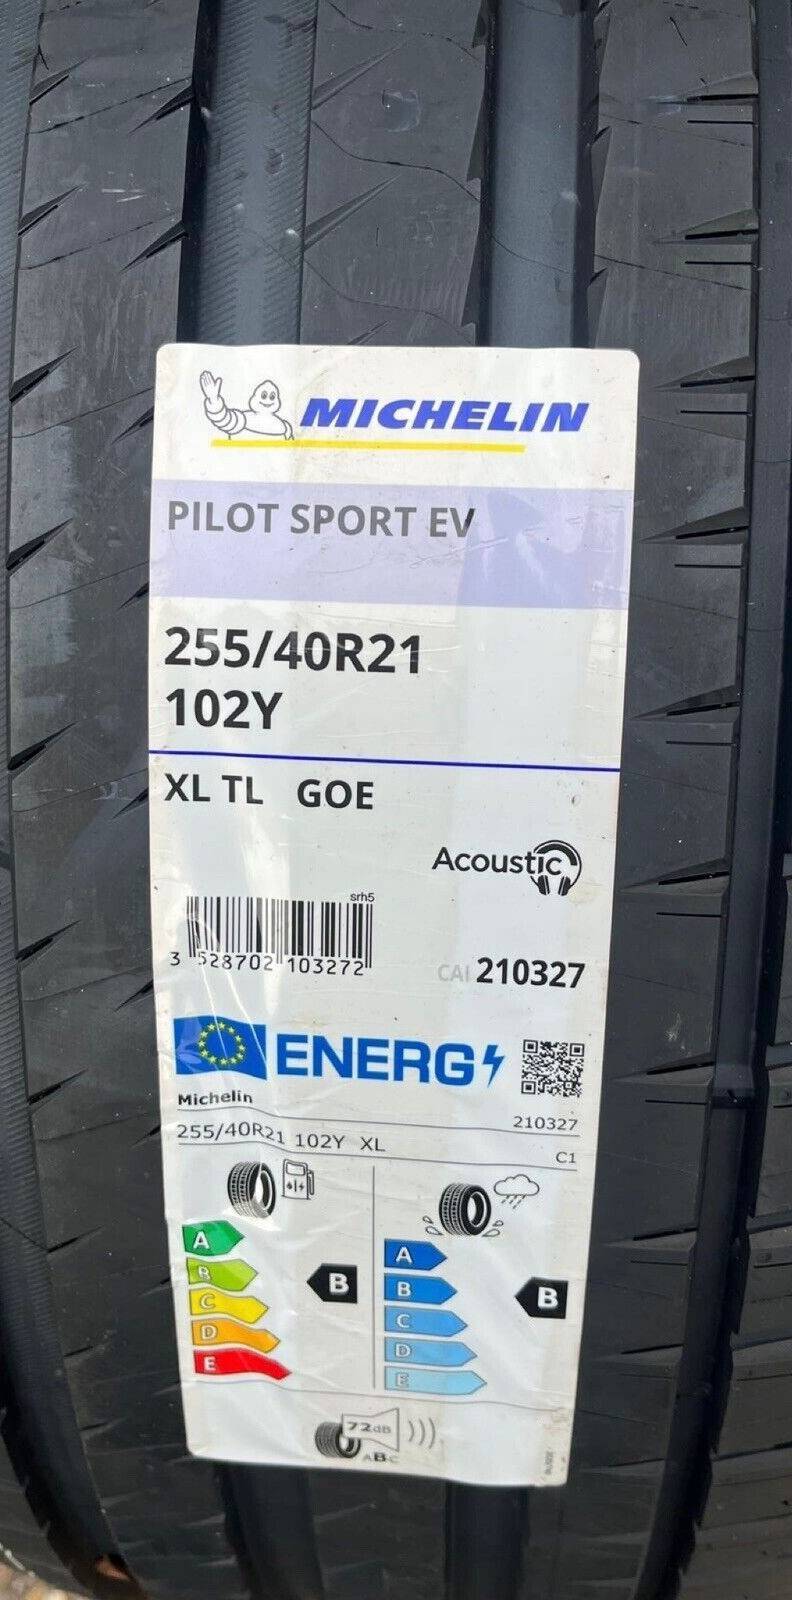 MICHELIN
PILOT SPORT EV
255/40R21
102Y
XL TL GOE
Acoustic
srh5
3 528702 103272
CAI 210327
ENERG
Michelin
210327
255/40R21 102Y XL
C1
A
B
C
D
E
B
A
B
C
D
E
B
72dB
ABC